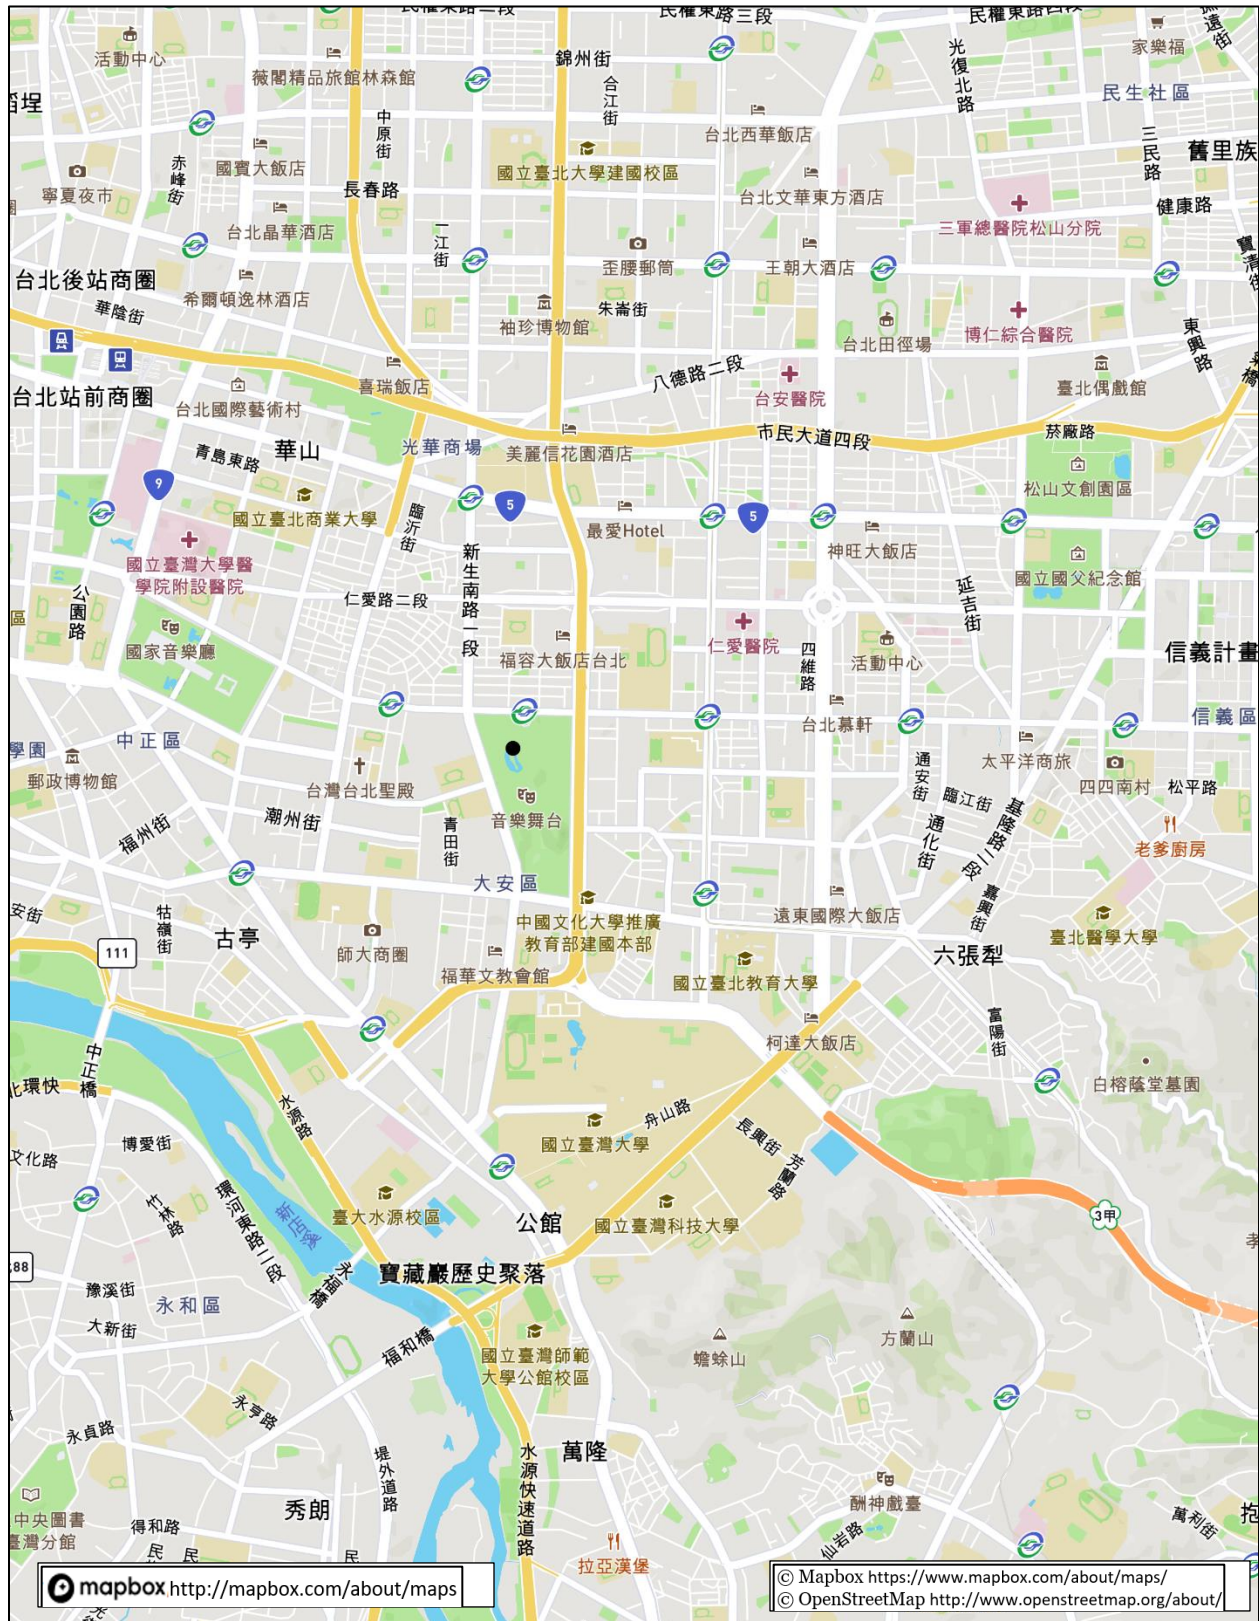 民權東路三段
活動中心
薇閣精品旅館林森館
錦州街
合江街
光復北路
家樂福
民生社區
中原街
台北西華飯店
三民路
赤峰街
國賓大飯店
國立臺北大學建國校區
舊里族
寧夏夜市
長春路
台北文華東方酒店
健康路
台北晶華酒店
一江街
三軍總醫院松山分院
歪腰郵筒
王朝大酒店
寶清街
台北後站商圈
希爾頓逸林酒店
華陰街
袖珍博物館
朱崙街
博仁綜合醫院
台北田徑場
東興路
喜瑞飯店
八德路二段
台安醫院
臺北偶戲館
台北站前商圈
台北國際藝術村
市民大道四段
菸廠路
華山
光華商場
美麗信花園酒店
青島東路
松山文創園區
9
5
5
國立臺北商業大學
臨沂街
最愛Hotel
神旺大飯店
國立臺灣大學醫
學院附設醫院
新生南路一段
國立國父紀念館
公園路
仁愛路二段
延吉街
區
國家音樂廳
福容大飯店台北
仁愛醫院
四維路
活動中心
信義計畫
台北慕軒
信義區
中正區
學園
郵政博物館
台灣台北聖殿
通安街
太平洋商旅
四四南村
松平路
臨江街
音樂舞台
潮州街
福州街
青田街
通化街
基隆路二段
老爹廚房
大安區
嘉興街
遠東國際大飯店
安街
牯嶺街
中國文化大學推廣
教育部建國本部
臺北醫學大學
古亭
師大商圈
111
福華文教會館
國立臺北教育大學
六張犁
富陽街
柯達大飯店
中正橋
白榕蔭堂墓園
北環快
水源路
舟山路
博愛街
國立臺灣大學
長興街
芳蘭路
文化路
竹林路
環河東路二段
新店溪
臺大水源校區
公館
國立臺灣科技大學
3甲
孝
88
永福橋
寶藏巖歷史聚落
豫溪街
永和區
大新街
福和橋
國立臺灣師範
大學公館校區
蟾蜍山
方蘭山
永亨路
永貞路
堤外道路
水源快速道路
萬隆
中央圖書
臺灣分館
秀朗
得和路
酬神戲臺
仙岩路
萬利街
拉亞漢堡
民
民
民
mapbox http://mapbox.com/about/maps
© Mapbox https://www.mapbox.com/about/maps/
© OpenStreetMap http://www.openstreetmap.org/about/